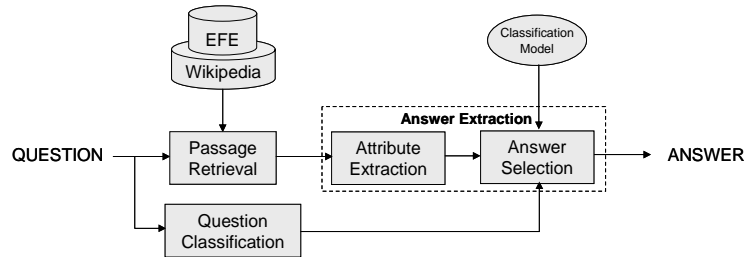 EFE
Wikipedia
Classification
Model
Answer Extraction
QUESTION
Passage
Retrieval
Attribute
Extraction
Answer
Selection
ANSWER
Question
Classification